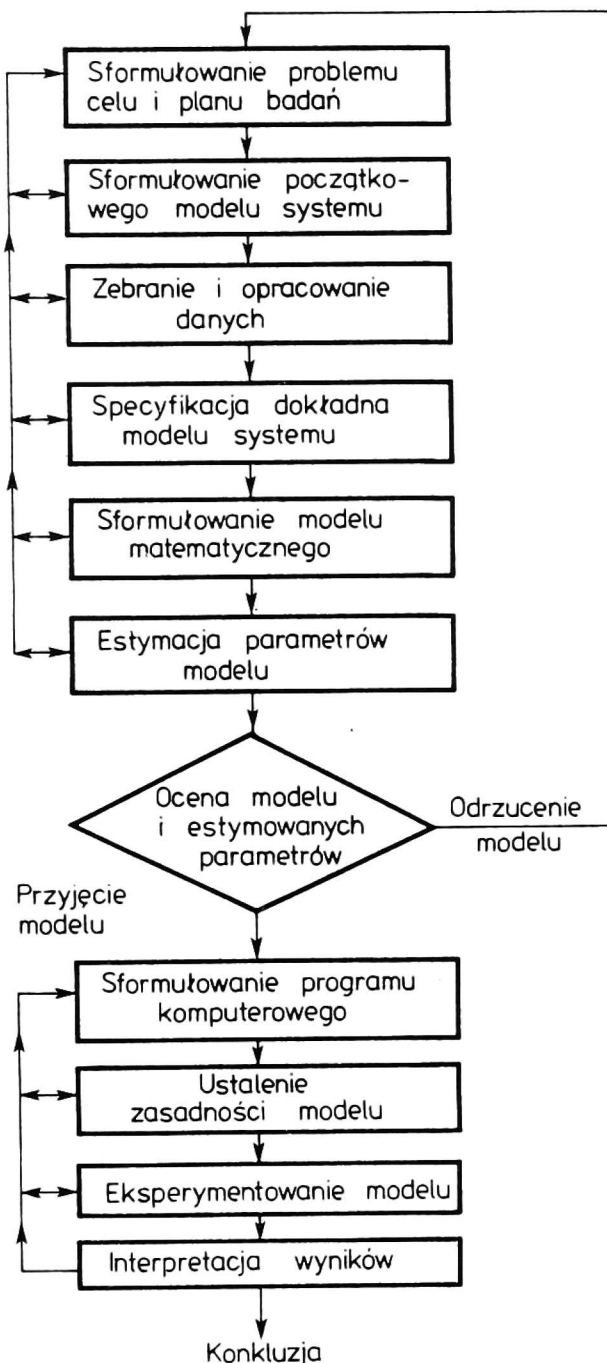 Sformułowanie problemu
celu i planu badań
Sformułowanie początko-
wego modelu systemu
Zebranie i opracowanie
danych
Specyfikacja dokładna
modelu systemu
Sformułowanie modelu
matematycznego
Estymacja parametrów
modelu
Ocena modelu
i estymowanych
parametrów
Odrzucenie
modelu
Przyjęcie
modelu
Sformułowanie programu
komputerowego
Ustalenie
zasadności modelu
Eksperymentowanie modelu
Interpretacja wyników
Konkluzja